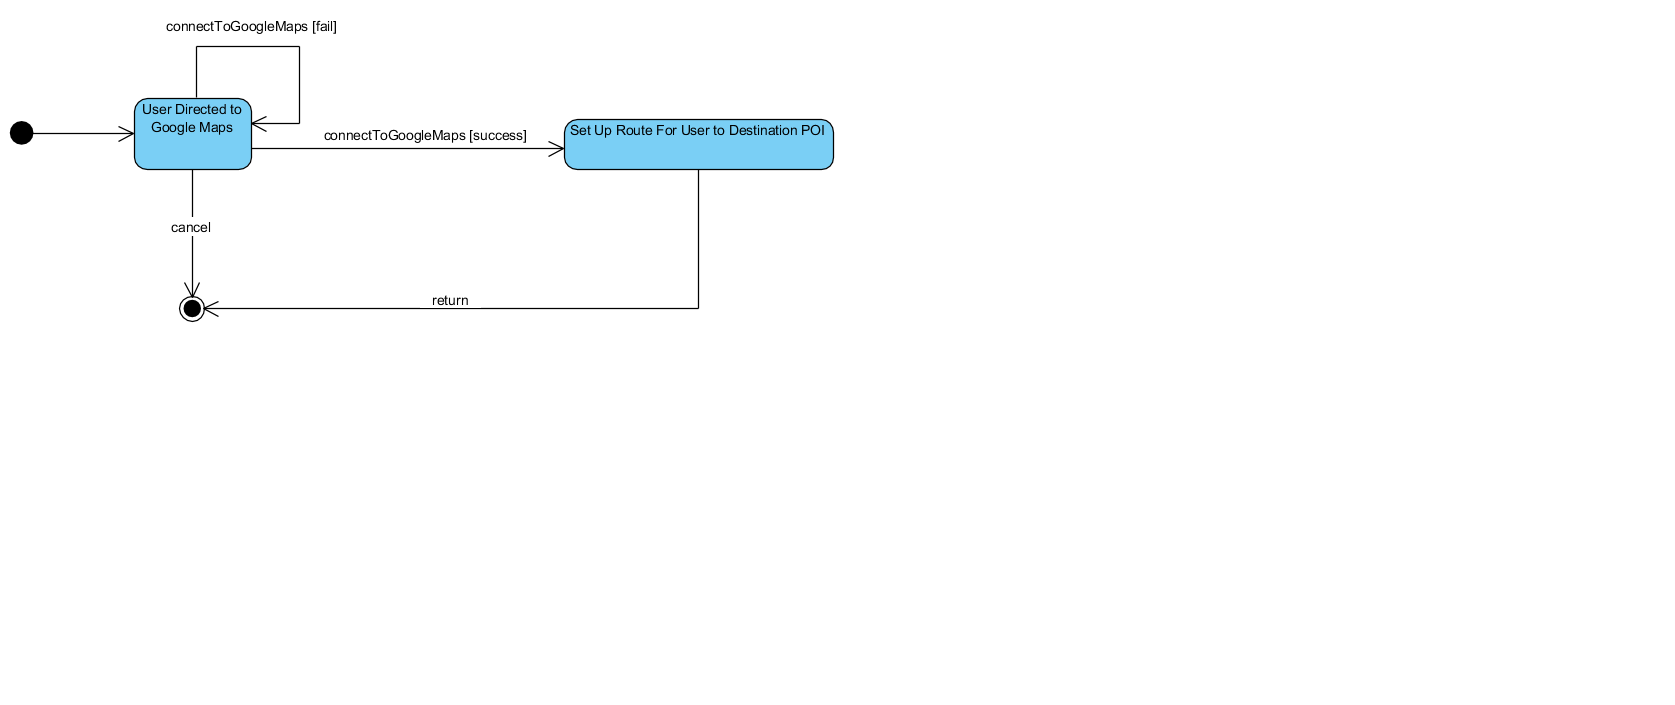 connectToGoogleMaps [fail]
User Directed to
Google Maps
connectToGoogleMaps [success]
Set Up Route For User to Destination POI
cancel
return